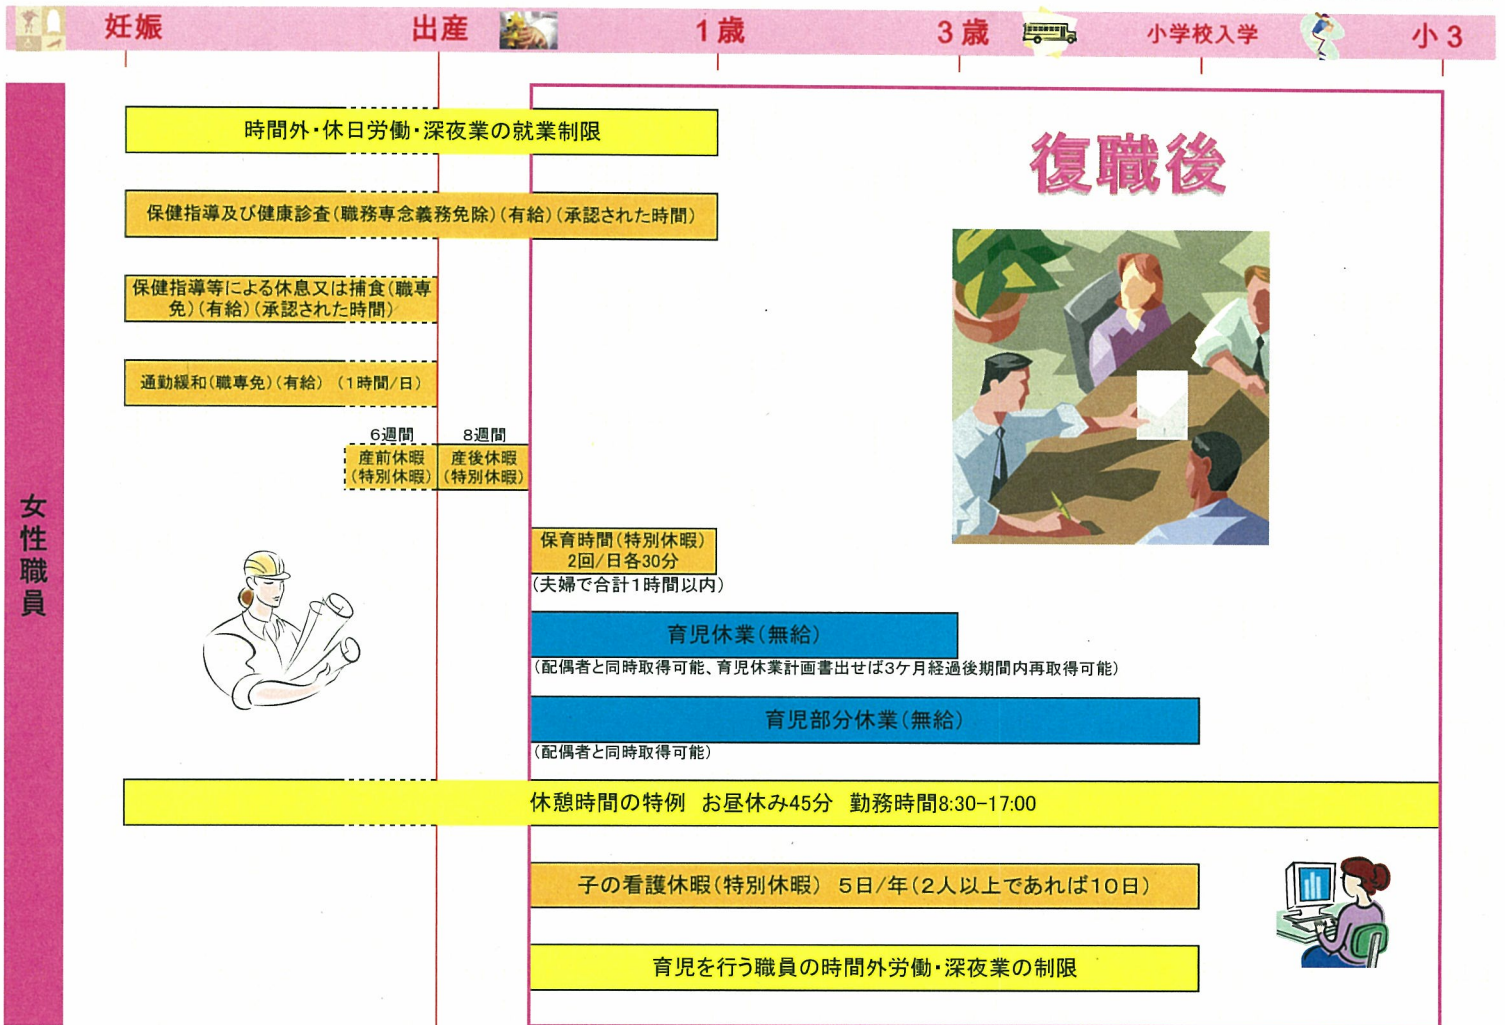 妊娠
出産
1歳
3歳
小学校入学
小3
女性職員
時間外・休日労働・深夜業の就業制限
復職後
保健指導及び健康診査(職務専念義務免除)(有給)(承認された時間)
保健指導等による休息又は捕食(職専
免)(有給)(承認された時間)
通勤緩和(職専免)(有給) (1時間/日)
6週間
8週間
産前休暇
(特別休暇)
産後休暇
(特別休暇)
保育時間(特別休暇)
2回/日各30分
(夫婦で合計1時間以内)
育児休業(無給)
(配偶者と同時取得可能、育児休業計画書出せば3ケ月経過後期間内再取得可能)
育児部分休業(無給)
(配偶者と同時取得可能)
休憩時間の特例 お昼休み45分 勤務時間8:30-17:00
子の看護休暇(特別休暇) 5日/年(2人以上であれば10日)
育児を行う職員の時間外労働・深夜業の制限